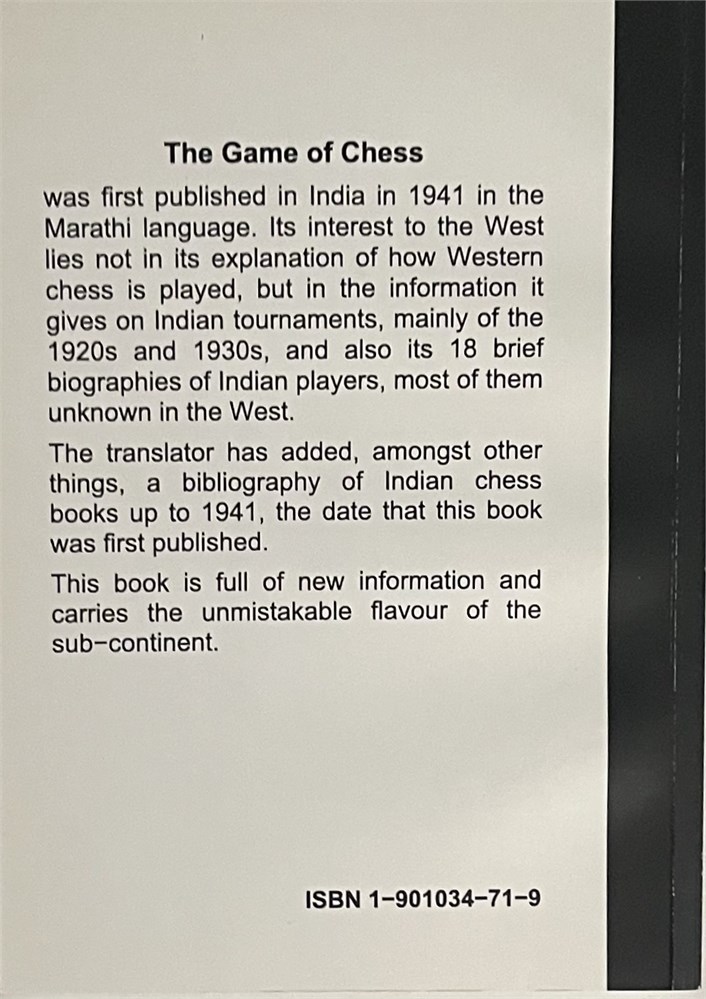 The Game of Chess
was first published in India in 1941 in the
Marathi language. Its interest to the West
lies not in its explanation of how Western
chess is played, but in the information it
gives on Indian tournaments, mainly of the
1920s and 1930s, and also its 18 brief
biographies of Indian players, most of them
unknown in the West.
The translator has added, amongst other
things, a bibliography of Indian chess
books up to 1941, the date that this book
was first published.
This book is full of new information and
carries the unmistakable flavour of the
sub−continent.
ISBN 1−901034−71−9